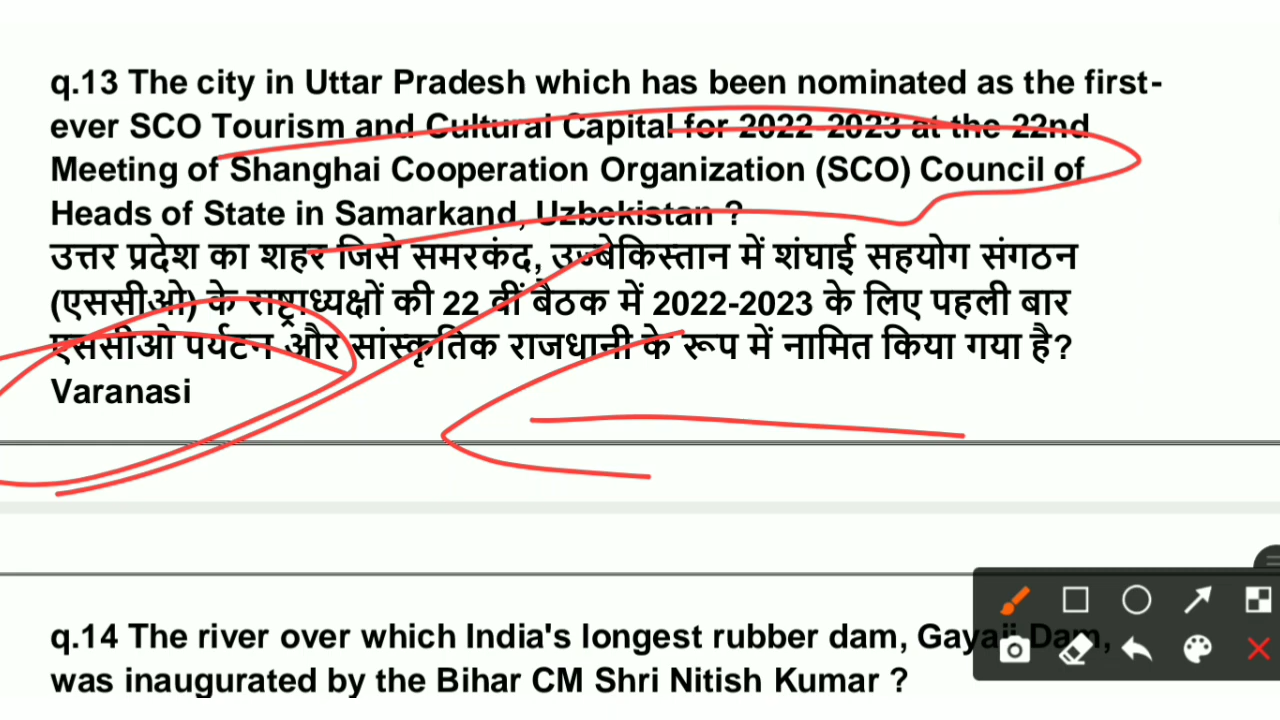 q.13 The city in Uttar Pradesh which has been nominated as the first-
ever SCO Tourism and Cultural Capital for 2022-2023 at the 22nd
Meeting of Shanghai Cooperation Organization (SCO) Council of
Heads of State in Samarkand, Uzbekistan ?
उत्तर प्रदेश का शहर जिसे समरकंद, उज्बेकिस्तान में शंघाई सहयोग संगठन
(एससीओ) के राष्ट्राध्यक्षों की 22 वीं बैठक में 2022-2023 के लिए पहली बार
एससीओ पर्यटन और सांस्कृतिक राजधानी के रूप में नामित किया गया है?
Varanasi
q.14 The river over which India's longest rubber dam, Gayaji Dam,
was inaugurated by the Bihar CM Shri Nitish Kumar ?